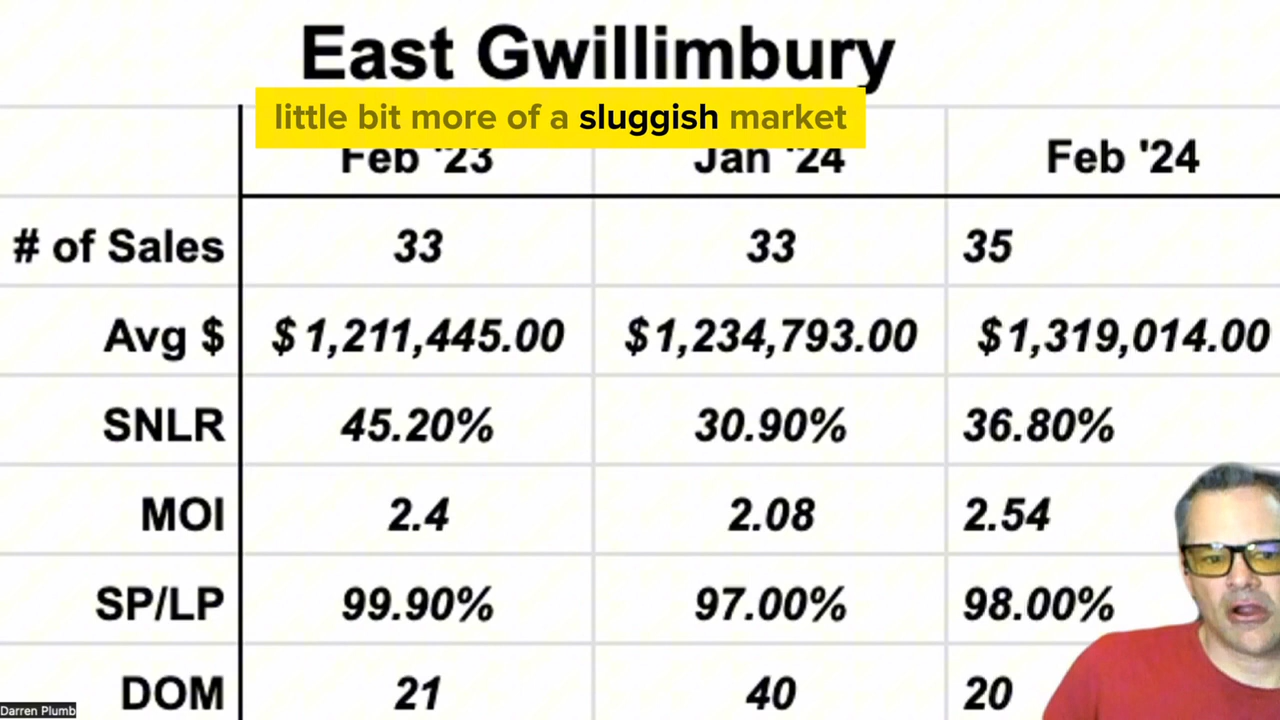 East Gwillimbury
little bit more of a sluggish market
Feb '23 Jan '24 Feb '24
# of Sales 33 33 35
Avg $ $1,211,445.00 $1,234,793.00 $1,319,014.00
SNLR 45.20% 30.90% 36.80%
MOI 2.4 2.08 2.54
SP/LP 99.90% 97.00% 98.00%
DOM 21 40 20
Darren Plumb